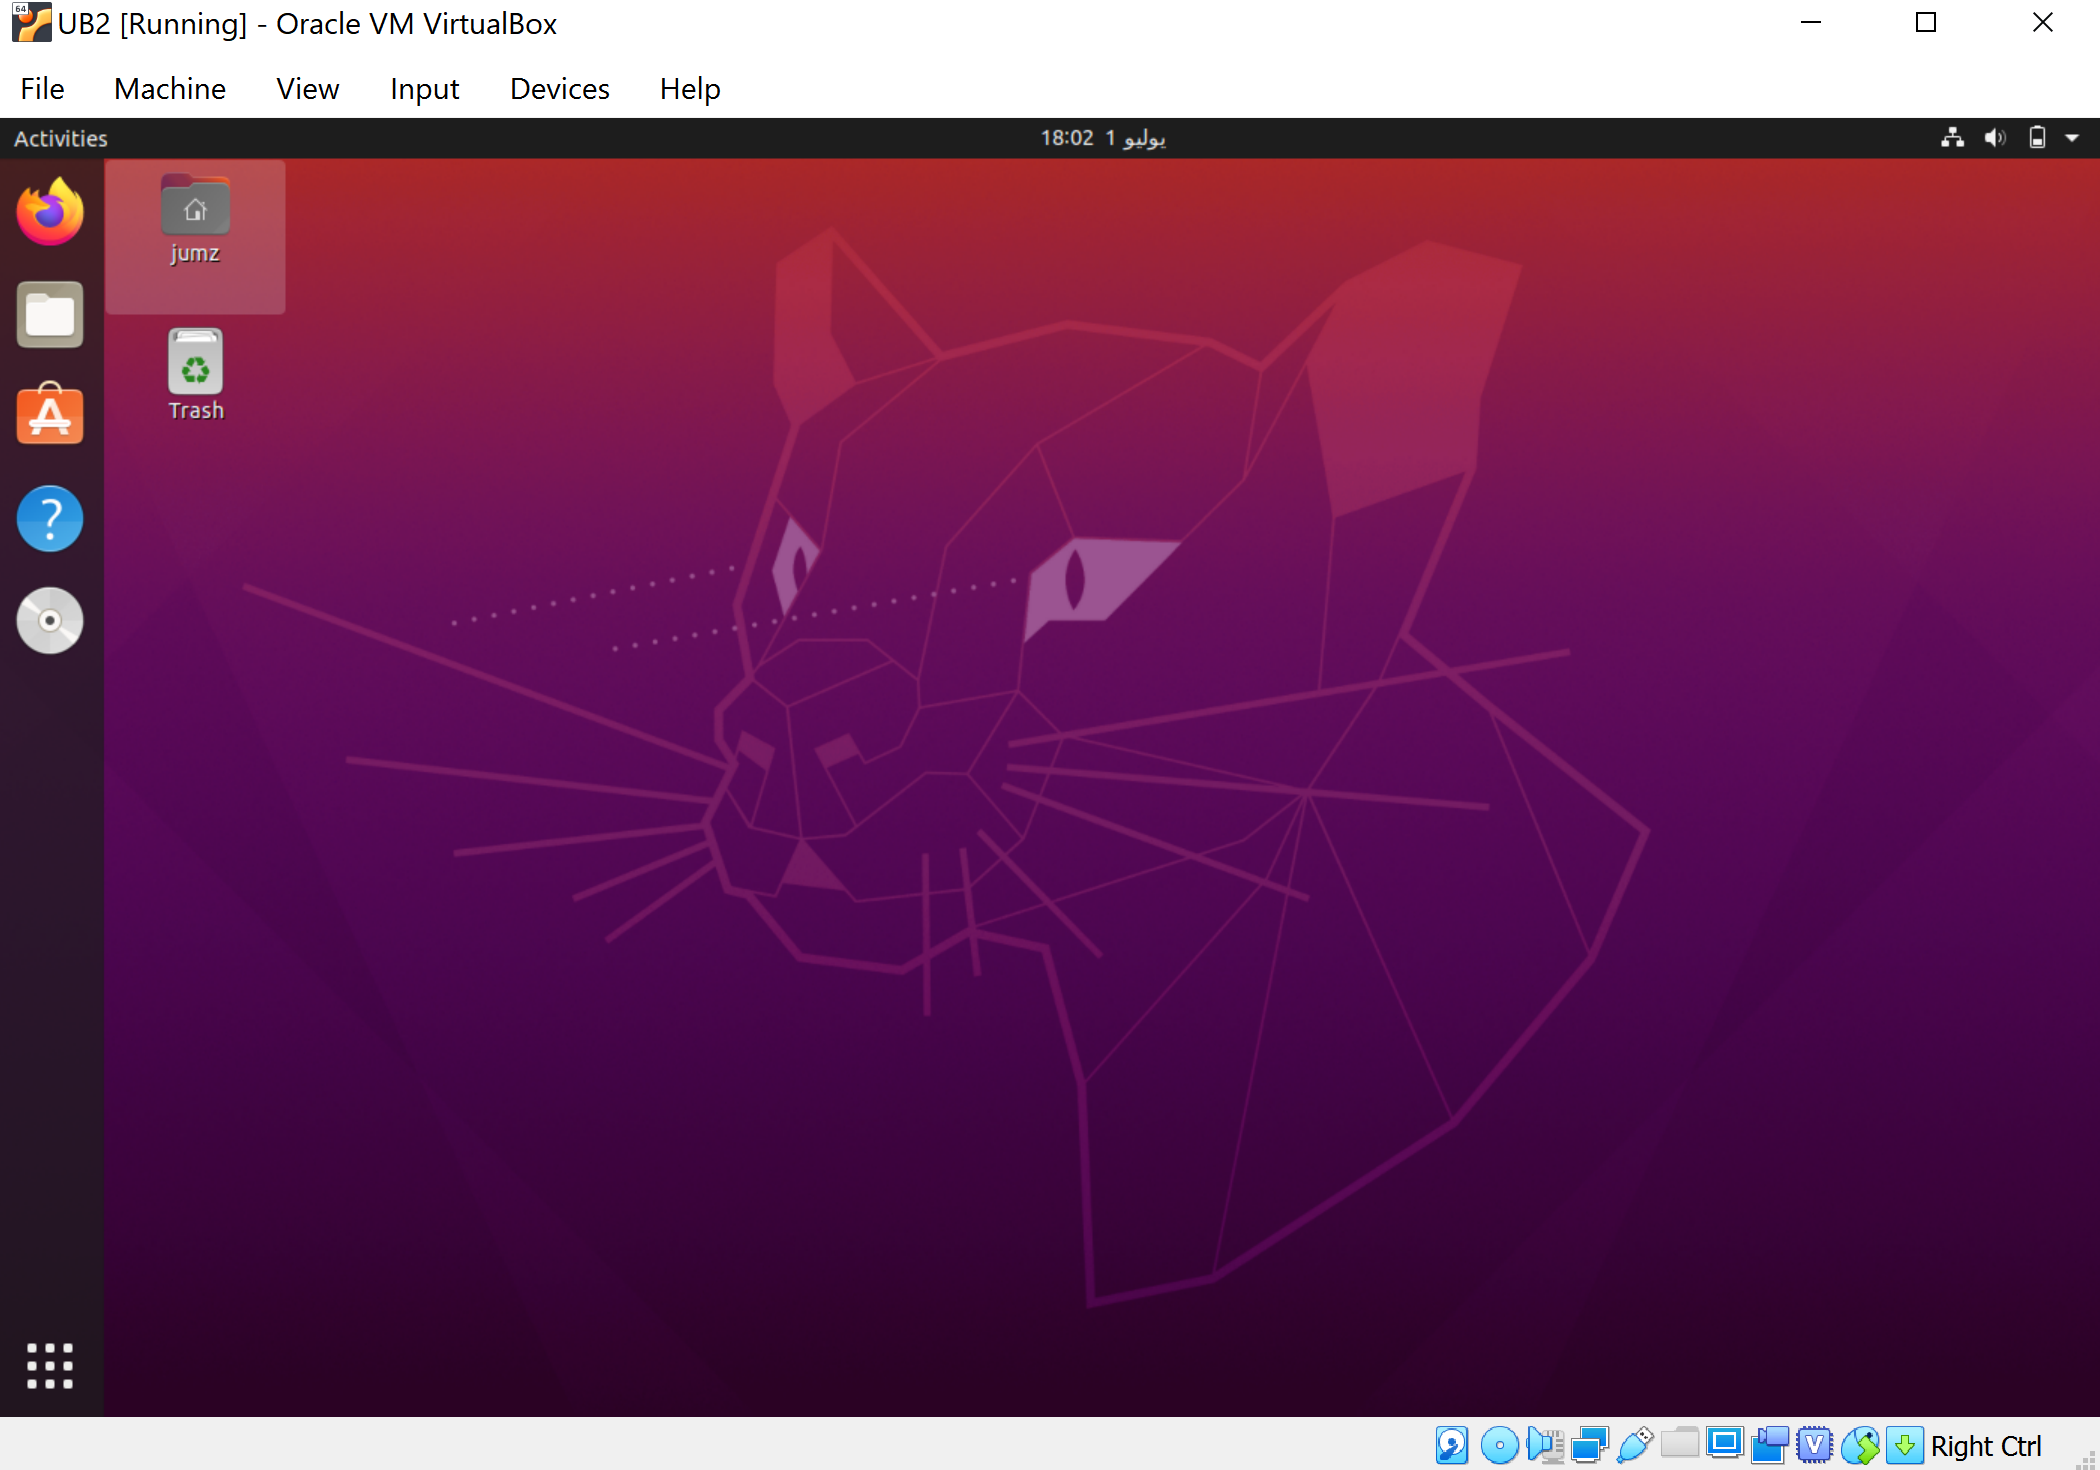 64
UB2 [Running] - Oracle VM VirtualBox
File Machine View Input Devices Help
Activities
18:02 1 يوليو
jumz
Trash
Right Ctrl